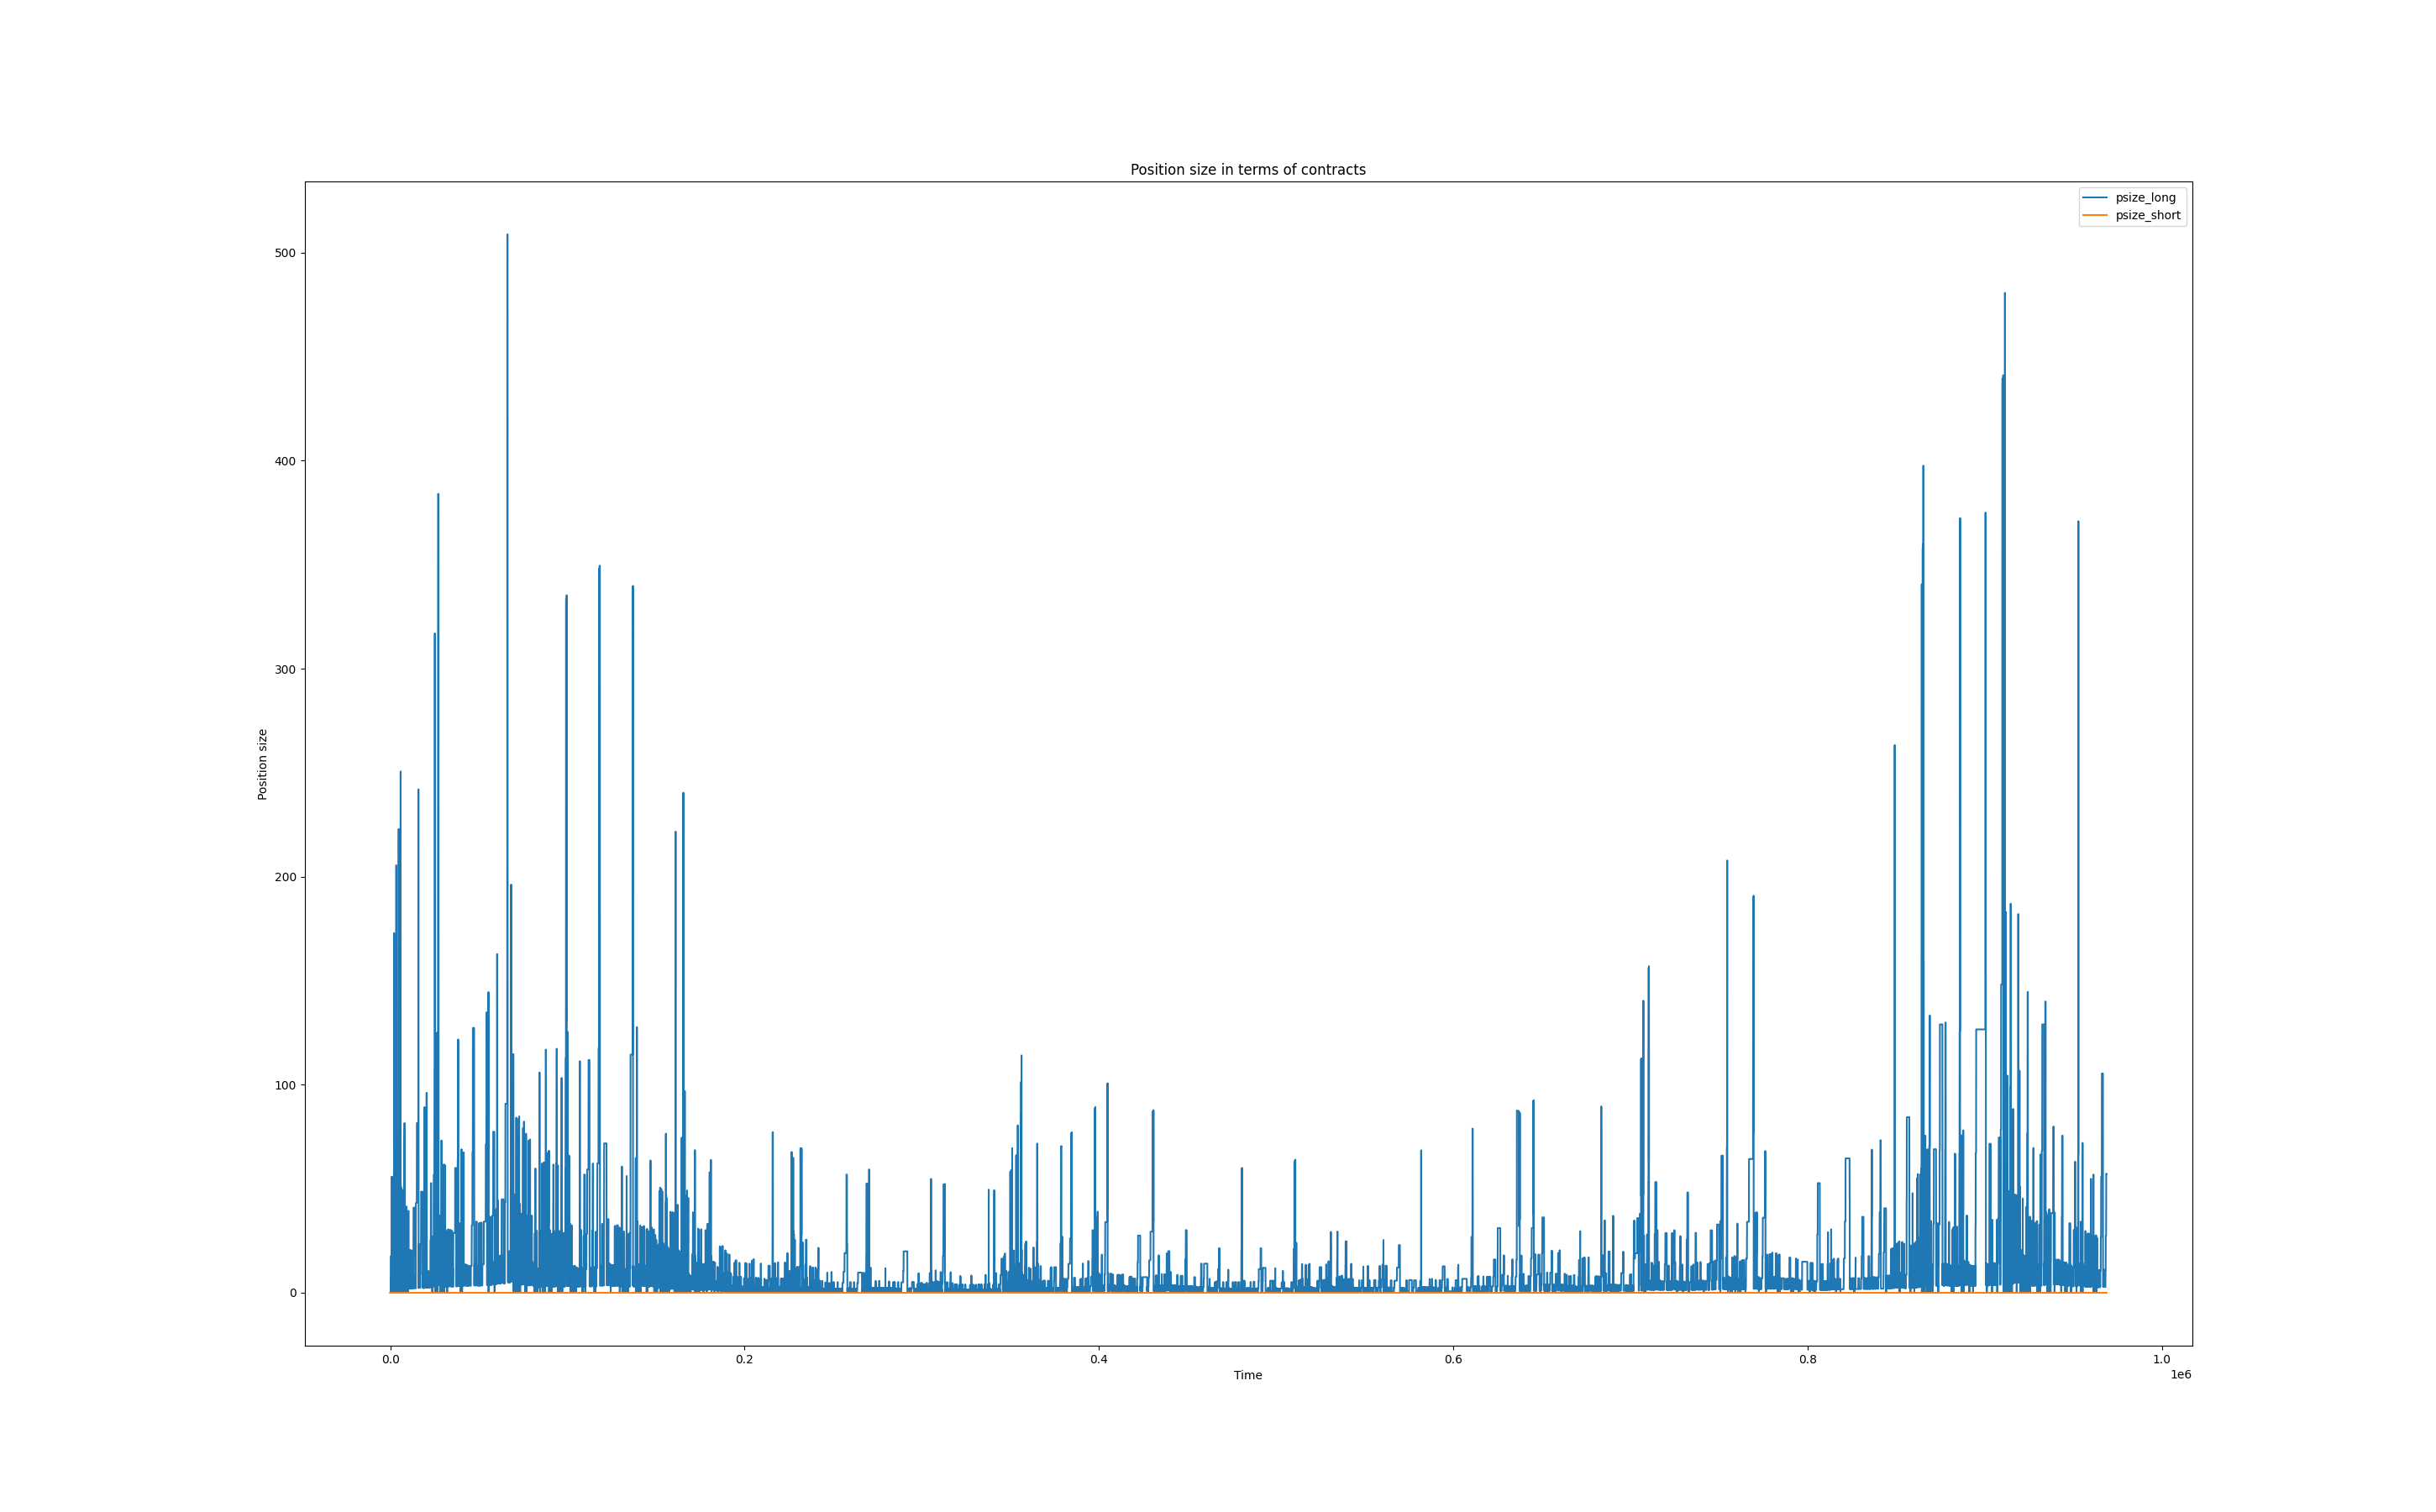 Position size in terms of contracts
psize_long
psize_short
500
400
300
200
100
0
Position size
0.0 0.2 0.4 0.6 0.8 1.0
Time
1e6